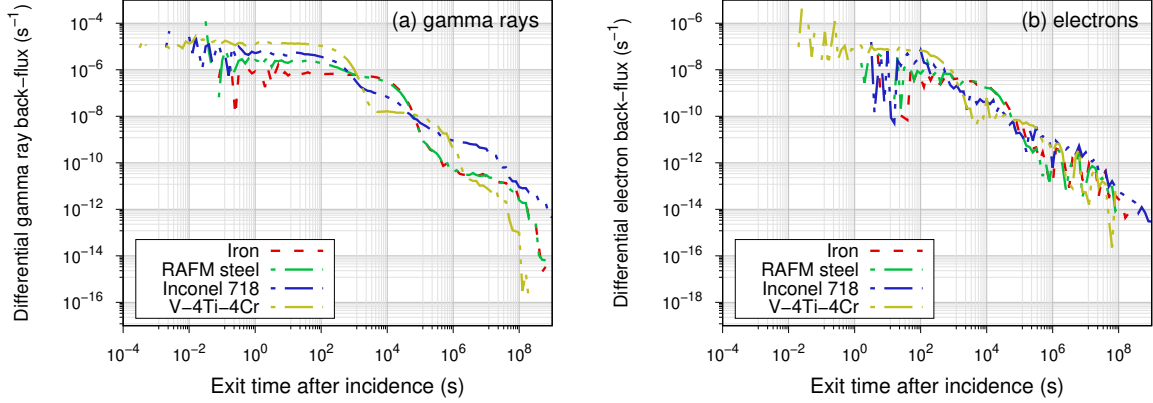 (a) gamma rays
Differential gamma ray back−flux (s⁻¹)
10⁻⁴
10⁻⁶
10⁻⁸
10⁻¹⁰
10⁻¹²
10⁻¹⁴
10⁻¹⁶
Iron
RAFM steel
Inconel 718
V−4Ti−4Cr
10⁻⁴ 10⁻² 10⁰ 10² 10⁴ 10⁶ 10⁸
Exit time after incidence (s)
(b) electrons
Differential electron back−flux (s⁻¹)
10⁻⁶
10⁻⁸
10⁻¹⁰
10⁻¹²
10⁻¹⁴
10⁻¹⁶
10⁻¹⁸
Iron
RAFM steel
Inconel 718
V−4Ti−4Cr
10⁻⁴ 10⁻² 10⁰ 10² 10⁴ 10⁶ 10⁸
Exit time after incidence (s)